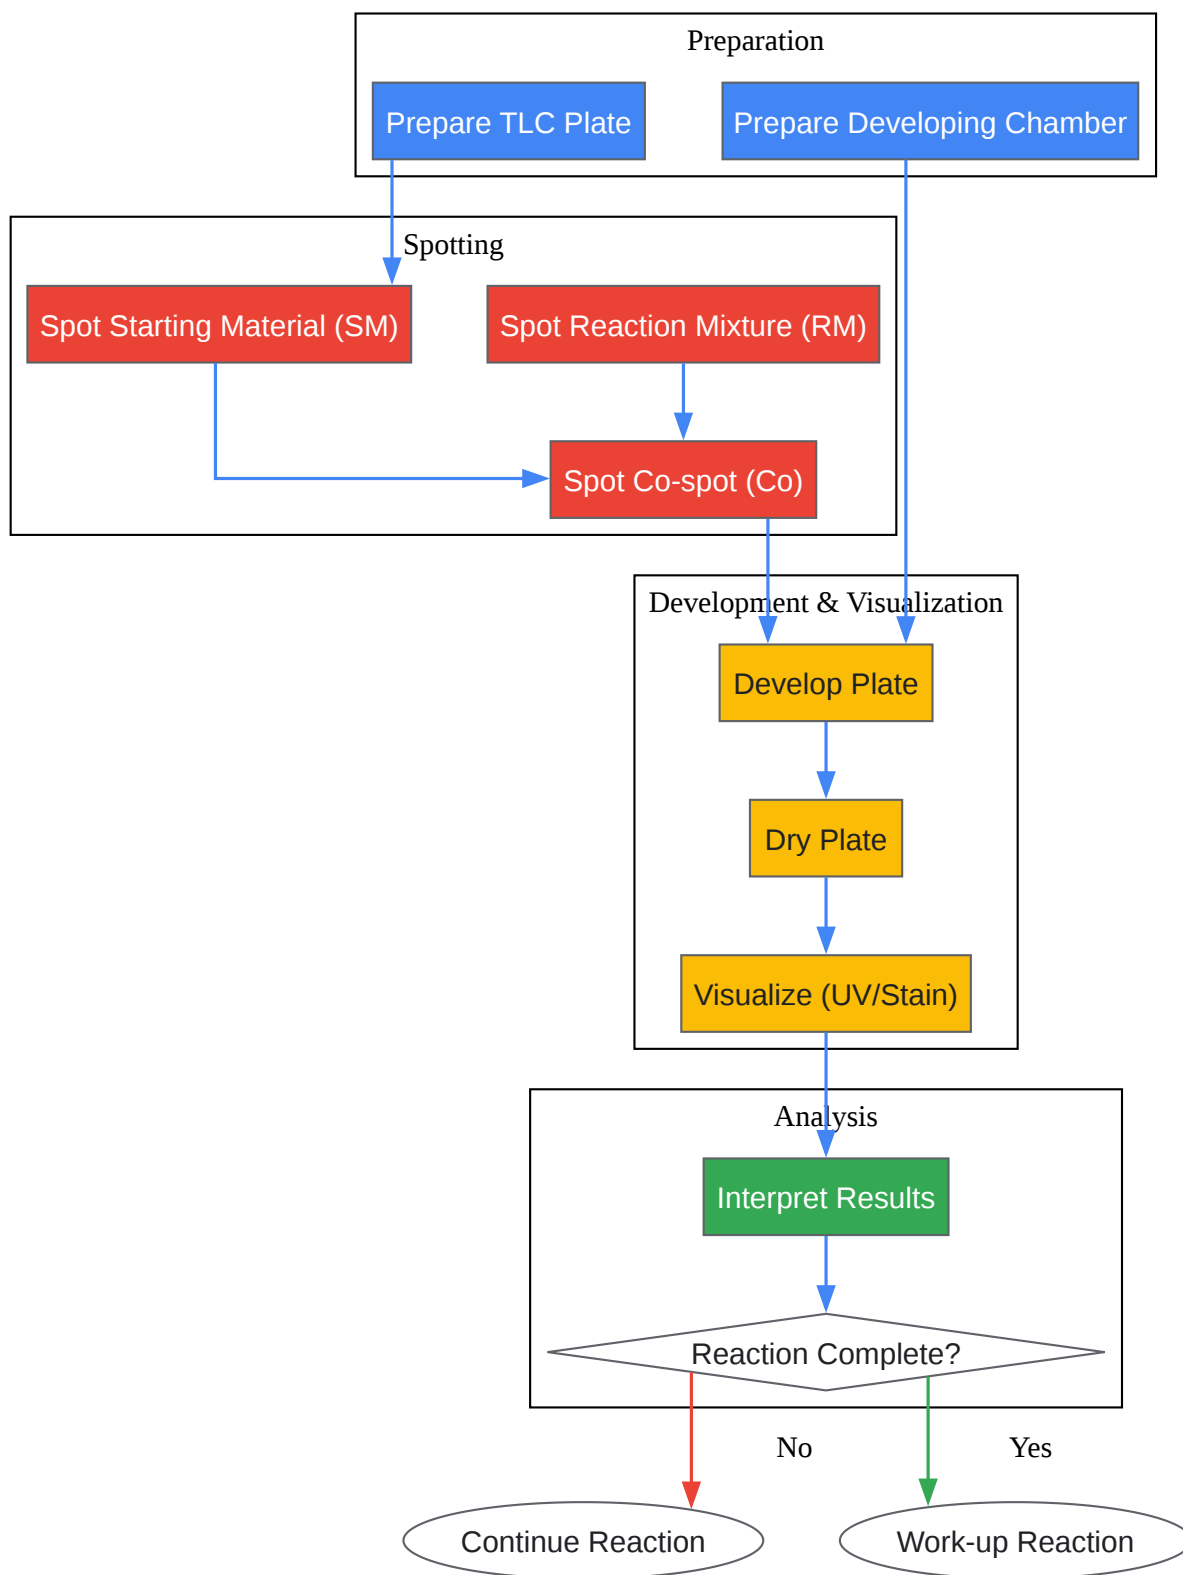 Preparation
Prepare TLC Plate
Prepare Developing Chamber
Spotting
Spot Starting Material (SM)
Spot Reaction Mixture (RM)
Spot Co-spot (Co)
Development & Visualization
Develop Plate
Dry Plate
Visualize (UV/Stain)
Analysis
Interpret Results
Reaction Complete?
No
Yes
Continue Reaction
Work-up Reaction